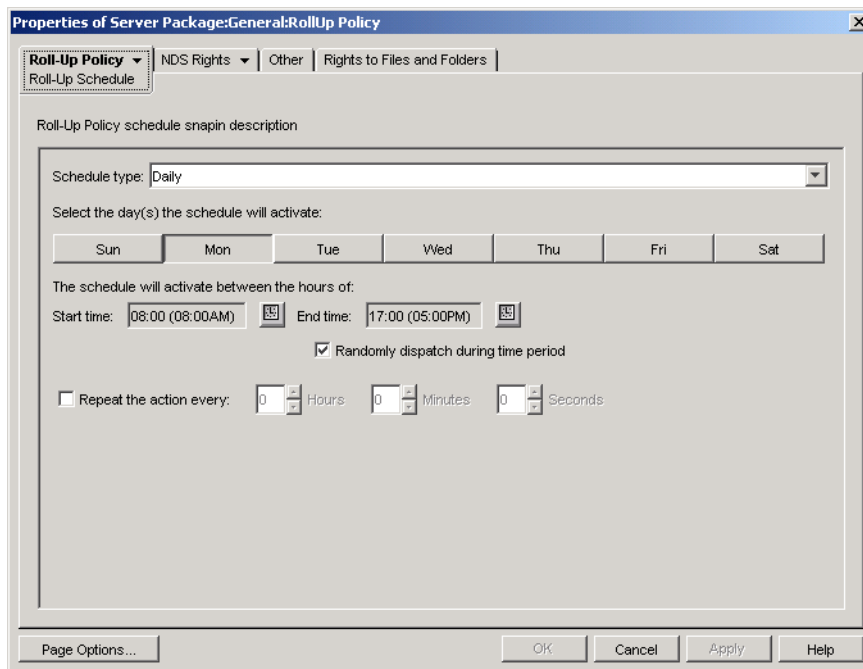 Properties of Server Package:General:RollUp Policy
Roll-Up Policy NDS Rights Other Rights to Files and Folders
Roll-Up Schedule
Roll-Up Policy schedule snapin description
Schedule type: Daily
Select the day(s) the schedule will activate:
Sun Mon Tue Wed Thu Fri Sat
The schedule will activate between the hours of:
Start time: 08:00 (08:00AM) End time: 17:00 (05:00PM)
Randomly dispatch during time period
Repeat the action every: 0 Hours 0 Minutes 0 Seconds
Page Options... OK Cancel Apply Help